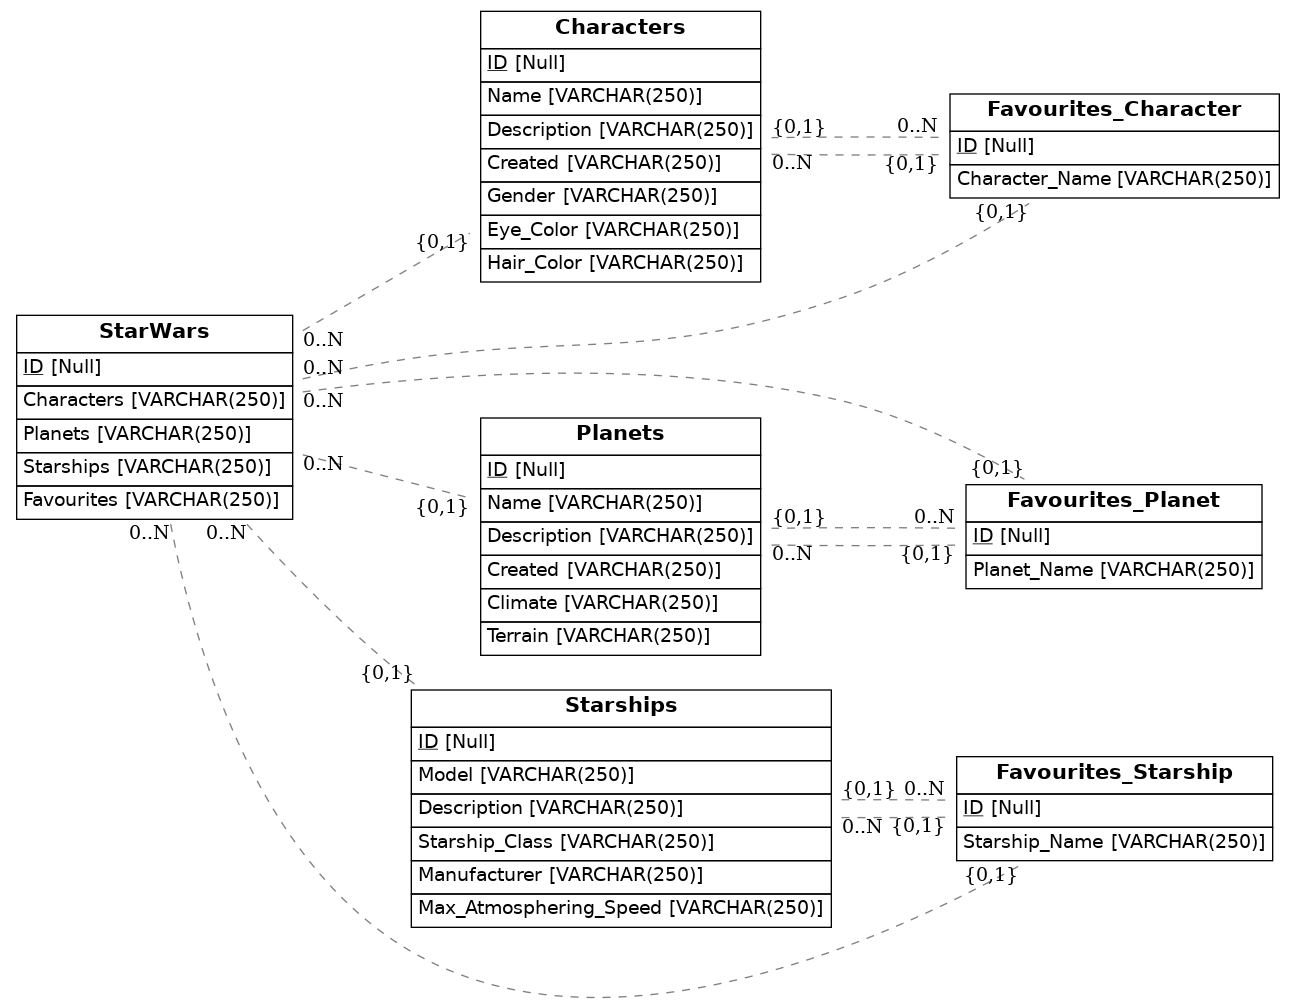 Characters
ID [Null]
Name [VARCHAR(250)]
Description [VARCHAR(250)]
Created [VARCHAR(250)]
Gender [VARCHAR(250)]
Eye_Color [VARCHAR(250)]
Hair_Color [VARCHAR(250)]
{0,1}
0..N
0..N
{0,1}
Favourites_Character
ID [Null]
Character_Name [VARCHAR(250)]
{0,1}
{0,1}
StarWars
ID [Null]
Characters [VARCHAR(250)]
Planets [VARCHAR(250)]
Starships [VARCHAR(250)]
Favourites [VARCHAR(250)]
0..N
0..N
0..N
0..N
0..N
0..N
{0,1}
Planets
ID [Null]
Name [VARCHAR(250)]
Description [VARCHAR(250)]
Created [VARCHAR(250)]
Climate [VARCHAR(250)]
Terrain [VARCHAR(250)]
{0,1}
0..N
0..N
{0,1}
{0,1}
Favourites_Planet
ID [Null]
Planet_Name [VARCHAR(250)]
{0,1}
Starships
ID [Null]
Model [VARCHAR(250)]
Description [VARCHAR(250)]
Starship_Class [VARCHAR(250)]
Manufacturer [VARCHAR(250)]
Max_Atmosphering_Speed [VARCHAR(250)]
{0,1}
0..N
0..N
{0,1}
Favourites_Starship
ID [Null]
Starship_Name [VARCHAR(250)]
{0,1}